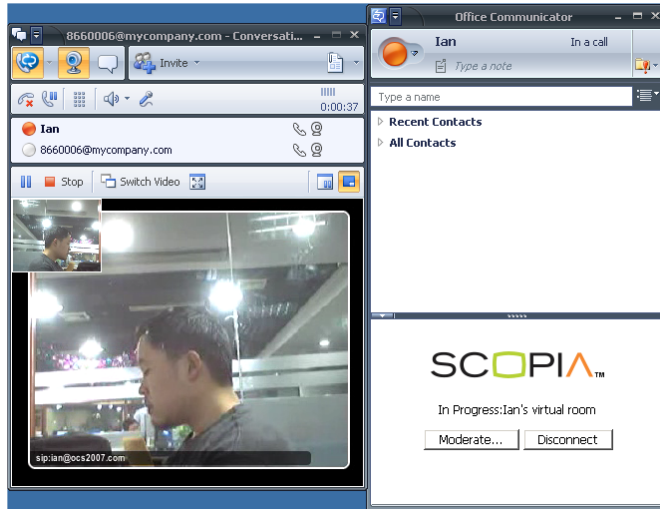 8660006@mycompany.com - Conversati...
Invite
0:00:37
Ian
8660006@mycompany.com
Stop
Switch Video
sip:ian@ocs2007.com
Office Communicator
Ian
In a call
Type a note
Type a name
Recent Contacts
All Contacts
SCOPIA™
In Progress:Ian's virtual room
Moderate...
Disconnect